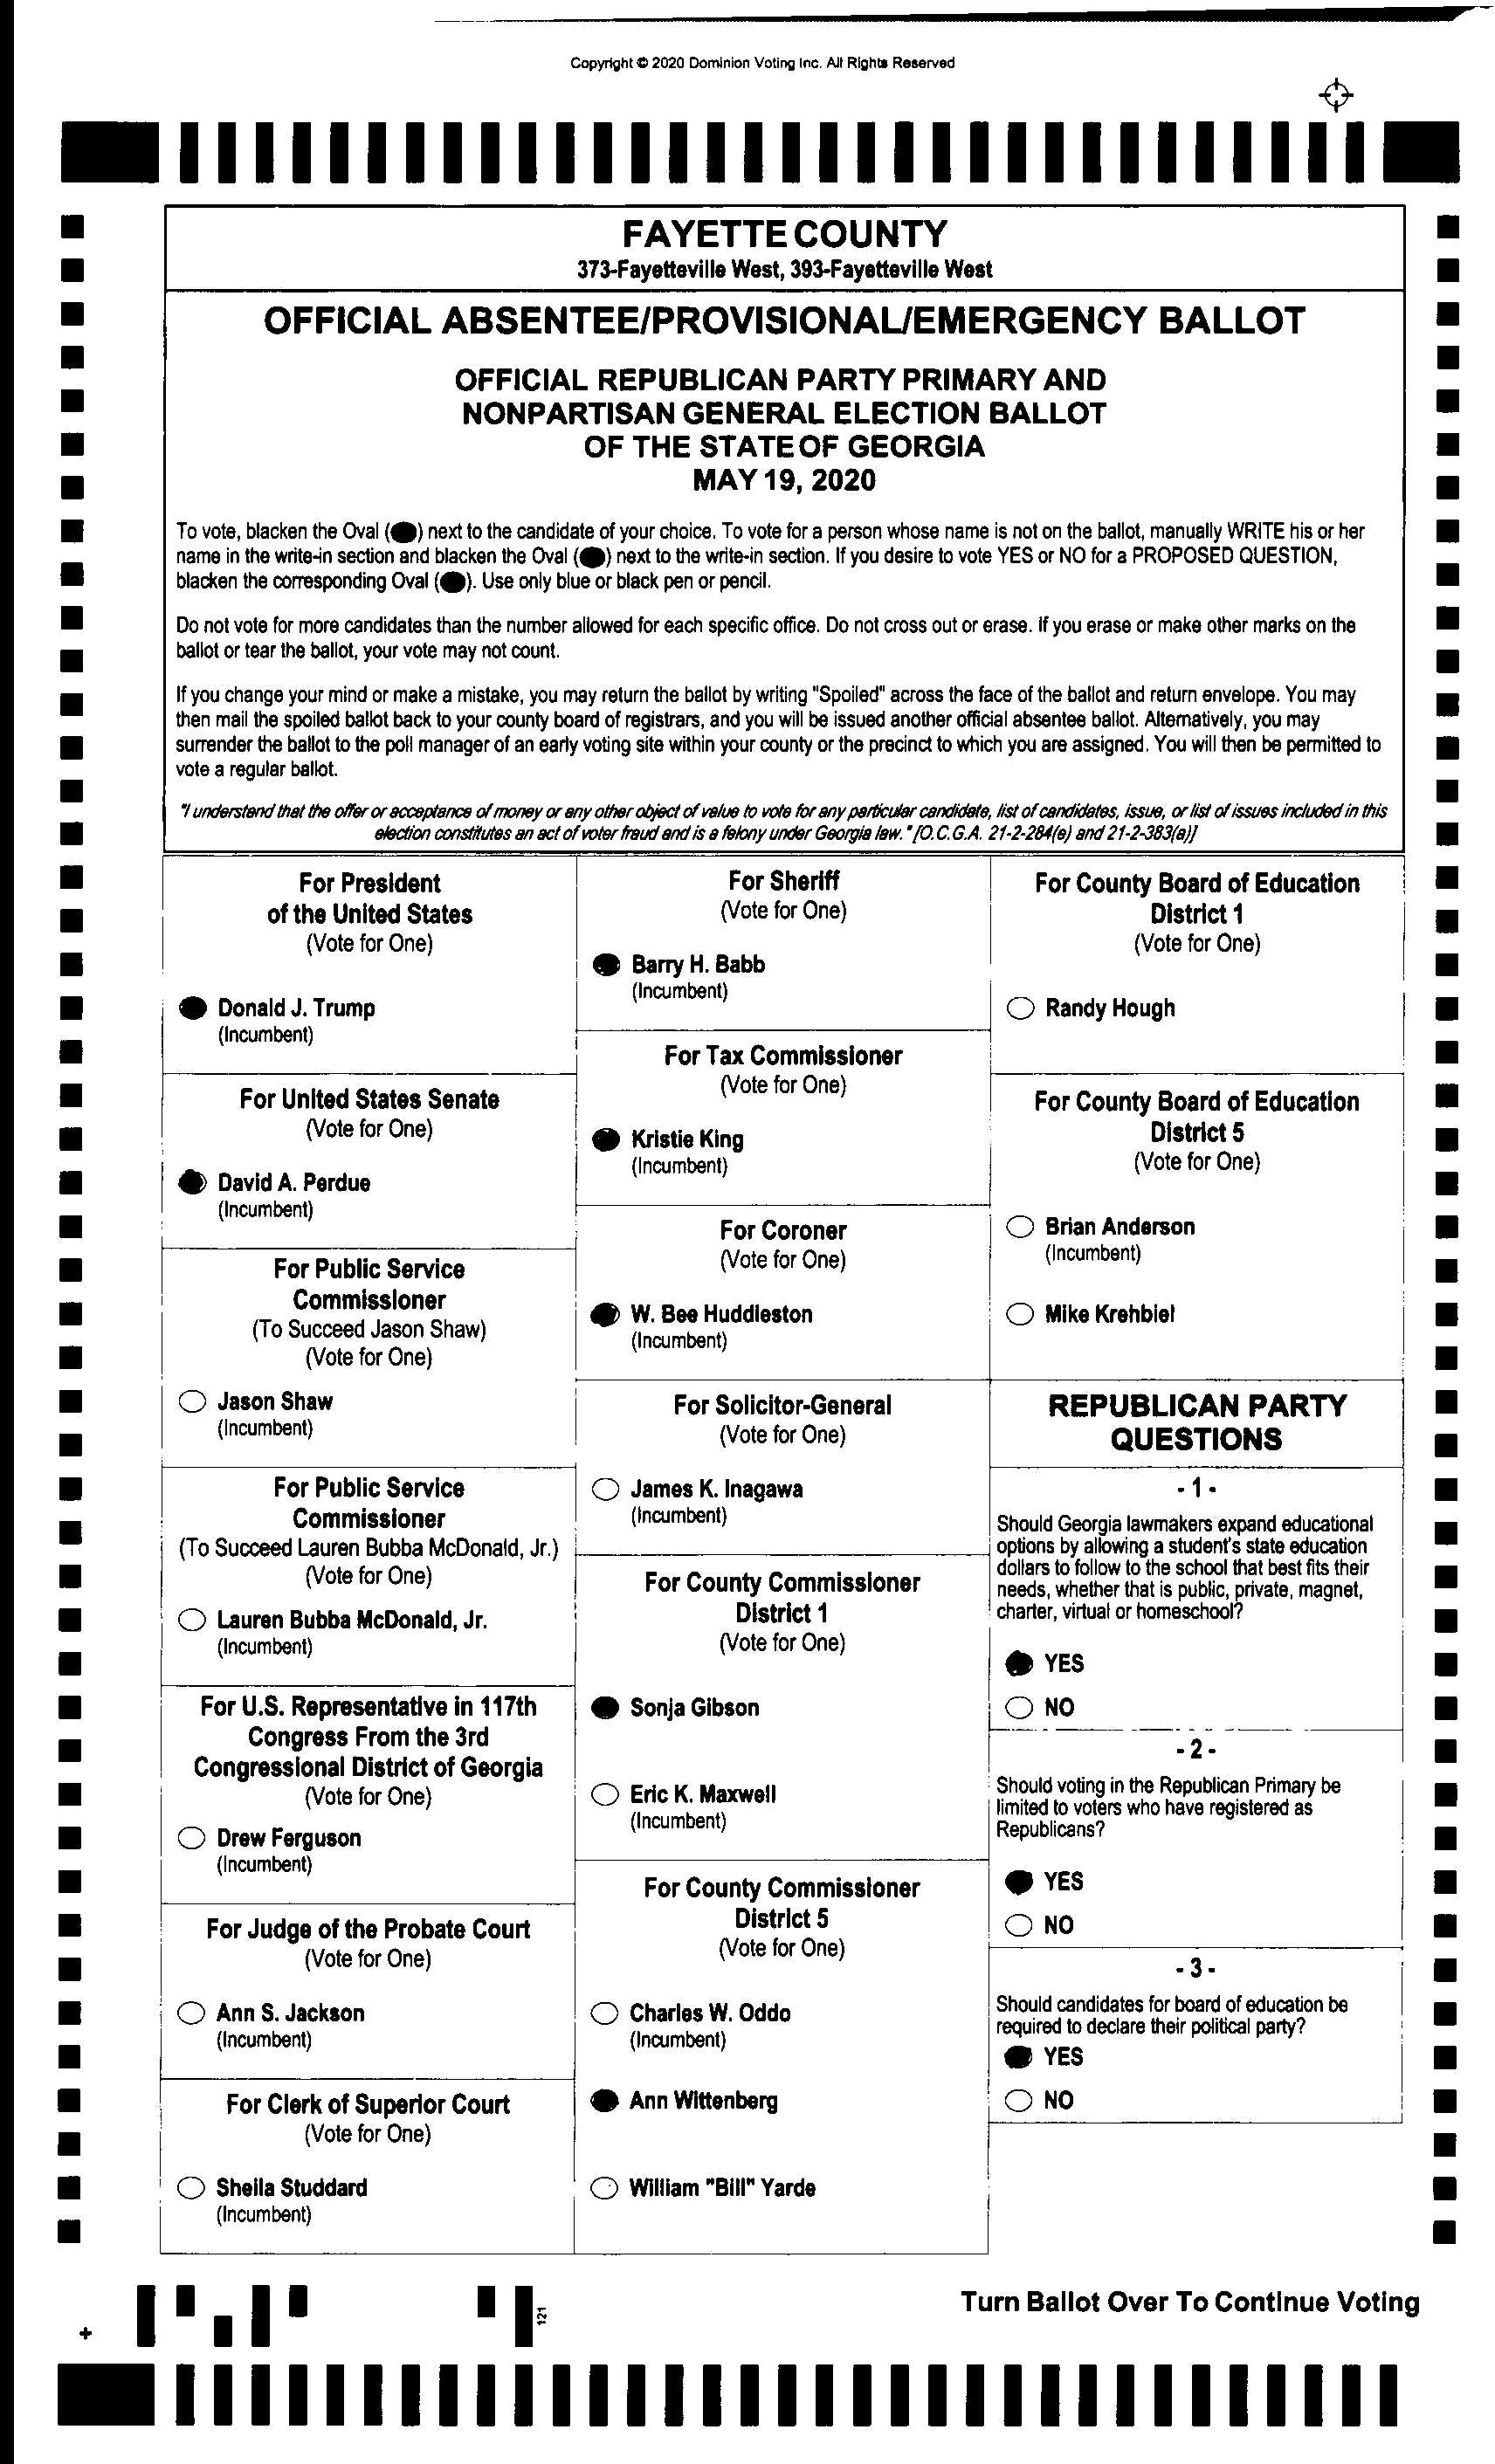 Copyright © 2020 Dominion Voting Inc. All Rights Reserved
FAYETTE COUNTY
373-Fayetteville West, 393-Fayetteville West
OFFICIAL ABSENTEE/PROVISIONAL/EMERGENCY BALLOT
OFFICIAL REPUBLICAN PARTY PRIMARY AND
NONPARTISAN GENERAL ELECTION BALLOT
OF THE STATE OF GEORGIA
MAY 19, 2020
To vote, blacken the Oval ( ) next to the candidate of your choice. To vote for a person whose name is not on the ballot, manually WRITE his or her
name in the write-in section and blacken the Oval ( ) next to the write-in section. If you desire to vote YES or NO for a PROPOSED QUESTION,
blacken the corresponding Oval ( ). Use only blue or black pen or pencil.
Do not vote for more candidates than the number allowed for each specific office. Do not cross out or erase. If you erase or make other marks on the
ballot or tear the ballot, your vote may not count.
If you change your mind or make a mistake, you may return the ballot by writing "Spoiled" across the face of the ballot and return envelope. You may
then mail the spoiled ballot back to your county board of registrars, and you will be issued another official absentee ballot. Alternatively, you may
surrender the ballot to the poll manager of an early voting site within your county or the precinct to which you are assigned. You will then be permitted to
vote a regular ballot.
"I understand that the offer or acceptance of money or any other object of value to vote for any particular candidate, list of candidates, issue, or list of issues included in this
election constitutes an act of voter fraud and is a felony under Georgia law." [O.C.G.A. 21-2-284(e) and 21-2-383(a)]
For President
of the United States
(Vote for One)
Donald J. Trump
(Incumbent)
For United States Senate
(Vote for One)
David A. Perdue
(Incumbent)
For Public Service
Commissioner
(To Succeed Jason Shaw)
(Vote for One)
Jason Shaw
(Incumbent)
For Public Service
Commissioner
(To Succeed Lauren Bubba McDonald, Jr.)
(Vote for One)
Lauren Bubba McDonald, Jr.
(Incumbent)
For U.S. Representative in 117th
Congress From the 3rd
Congressional District of Georgia
(Vote for One)
Drew Ferguson
(Incumbent)
For Judge of the Probate Court
(Vote for One)
Ann S. Jackson
(Incumbent)
For Clerk of Superior Court
(Vote for One)
Sheila Studdard
(Incumbent)
For Sheriff
(Vote for One)
Barry H. Babb
(Incumbent)
For Tax Commissioner
(Vote for One)
Kristie King
(Incumbent)
For Coroner
(Vote for One)
W. Bee Huddleston
(Incumbent)
For Solicitor-General
(Vote for One)
James K. Inagawa
(Incumbent)
For County Commissioner
District 1
(Vote for One)
Sonja Gibson
Eric K. Maxwell
(Incumbent)
For County Commissioner
District 5
(Vote for One)
Charles W. Oddo
(Incumbent)
Ann Wittenberg
William "Bill" Yarde
For County Board of Education
District 1
(Vote for One)
Randy Hough
For County Board of Education
District 5
(Vote for One)
Brian Anderson
(Incumbent)
Mike Krehbiel
REPUBLICAN PARTY
QUESTIONS
- 1 -
Should Georgia lawmakers expand educational
options by allowing a student's state education
dollars to follow to the school that best fits their
needs, whether that is public, private, magnet,
charter, virtual or homeschool?
YES
NO
- 2 -
Should voting in the Republican Primary be
limited to voters who have registered as
Republicans?
YES
NO
- 3 -
Should candidates for board of education be
required to declare their political party?
YES
NO
121
Turn Ballot Over To Continue Voting